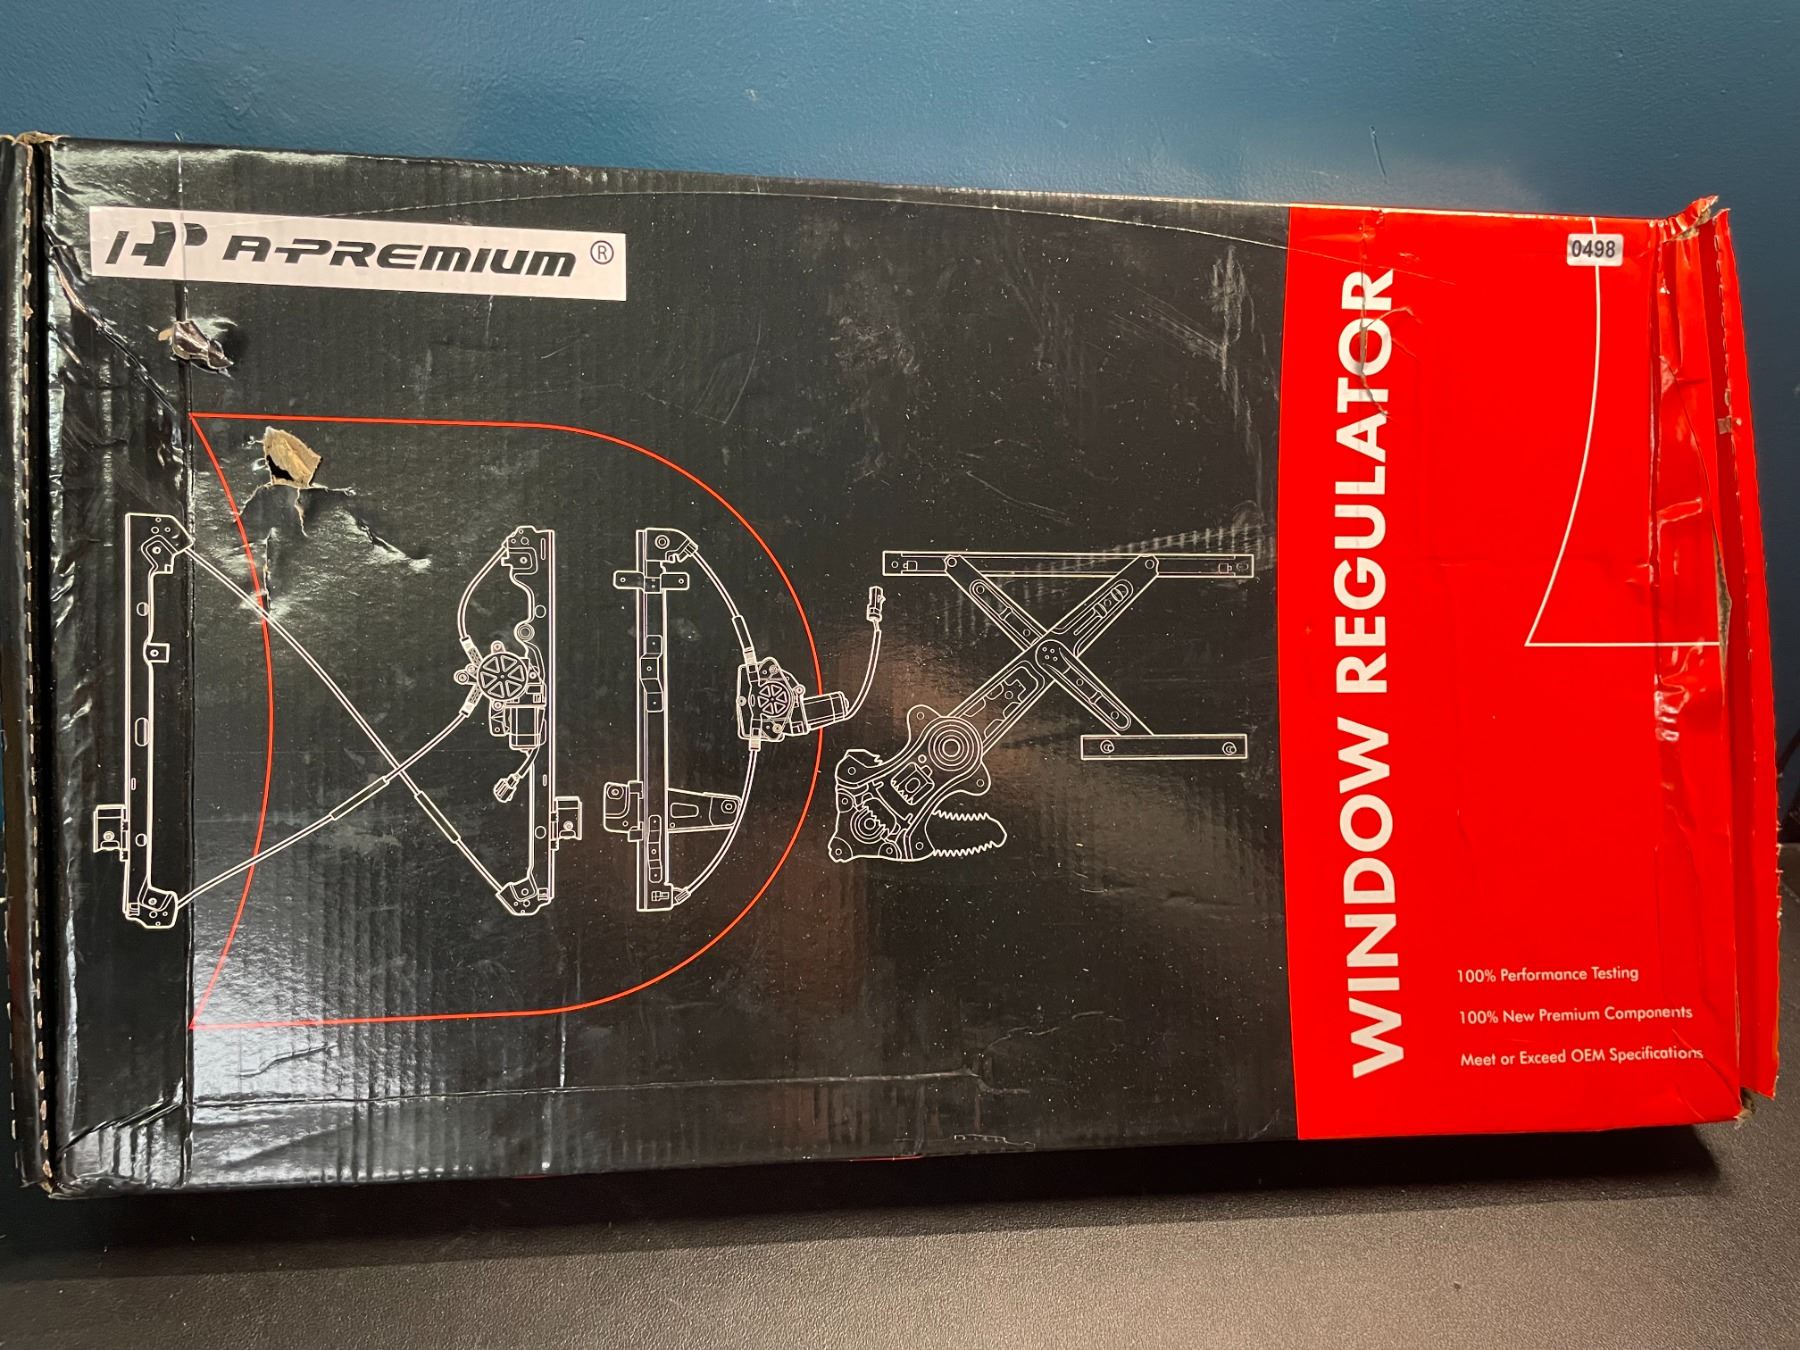 A-PREMIUM®
0498
WINDOW REGULATOR
100% Performance Testing
100% New Premium Components
Meet or Exceed OEM Specifications